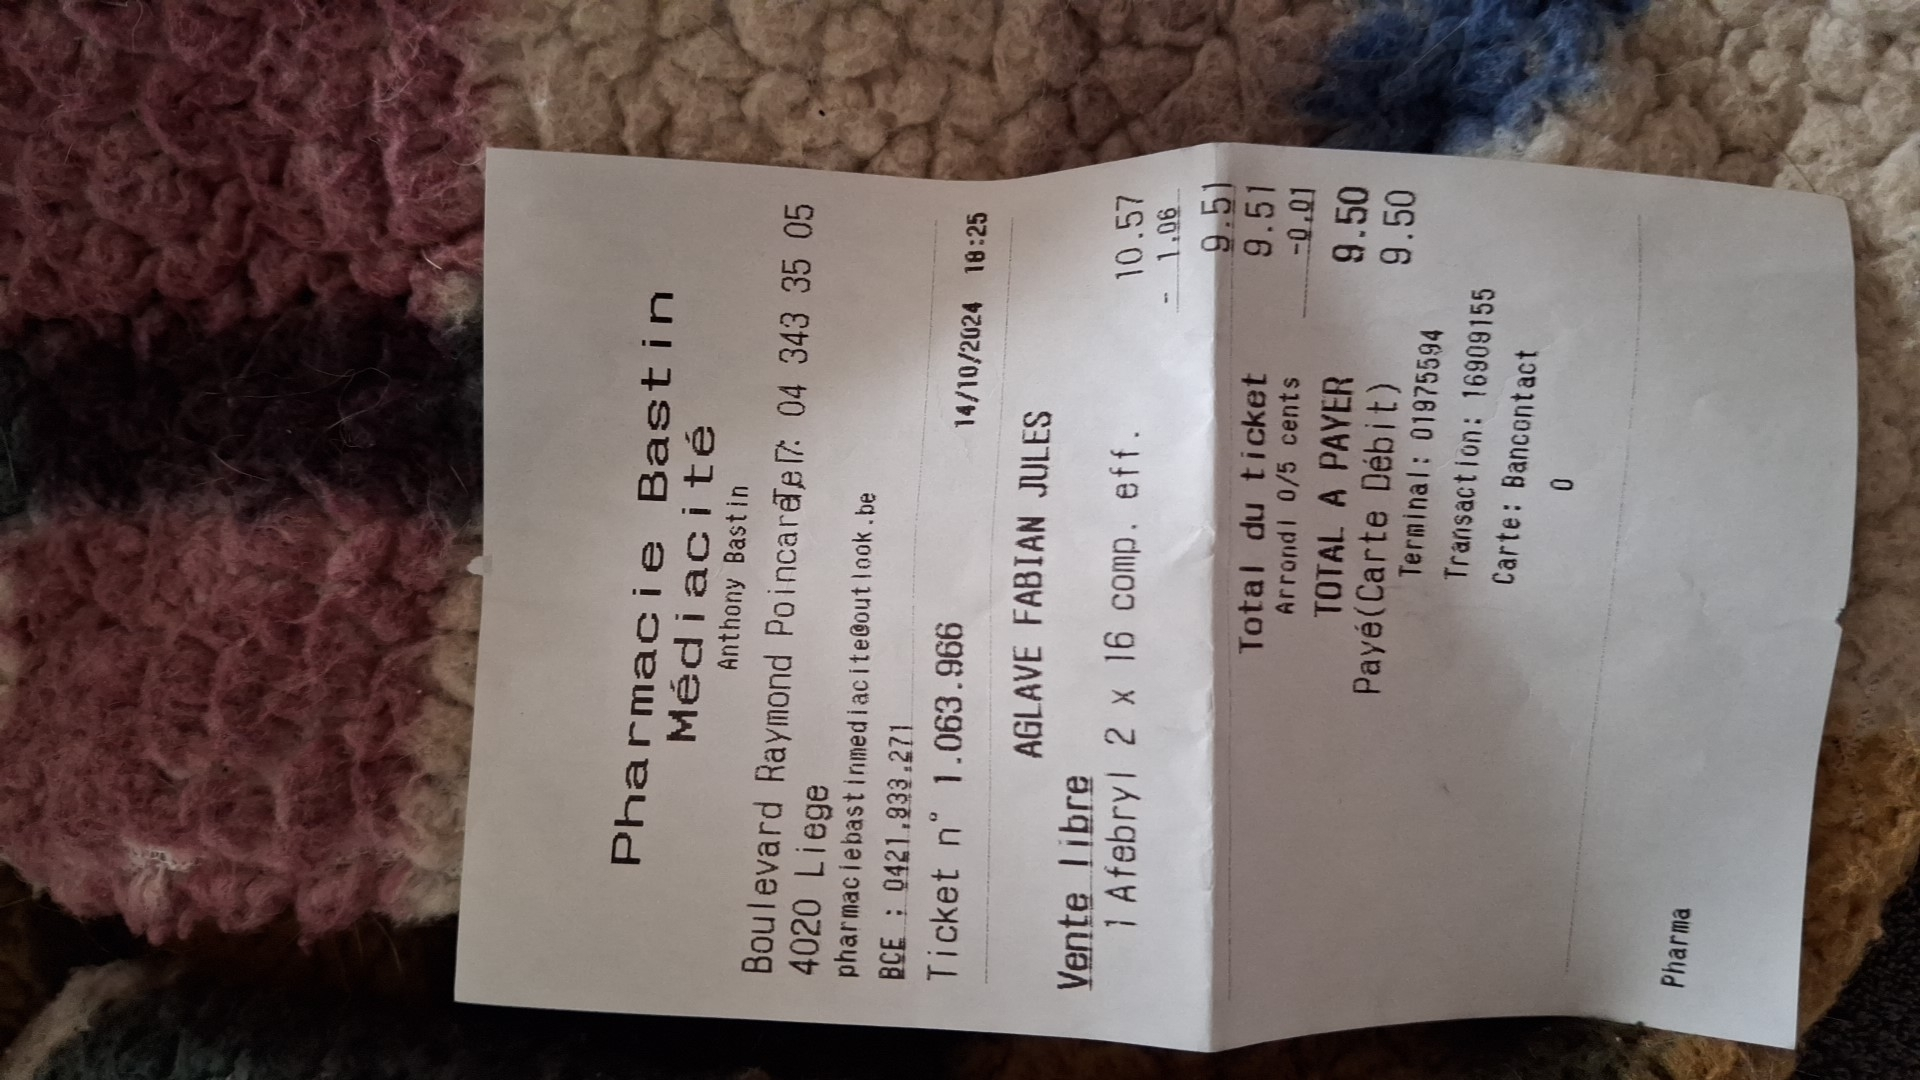 Pharmacie Bastin
Médiacité
Anthony Bastin
Boulevard Raymond Poincaré, 7: 04 343 35 05
4020 Liege
pharmaciebastinmediacite@outlook.be
BCE : 0421.933.271
Ticket n° 1.063.966 14/10/2024 18:25
AGLAVE FABIAN JULES
Vente libre
1 Afebryl 2 x 16 comp. eff. 10.57
- 1.06
9.51
Total du ticket 9.51
Arrondi 0/5 cents -0.01
TOTAL A PAYER 9.50
Payé(Carte Débit) 9.50
Terminal: 01975594
Transaction: 16909155
Carte: Bancontact
0
Pharma